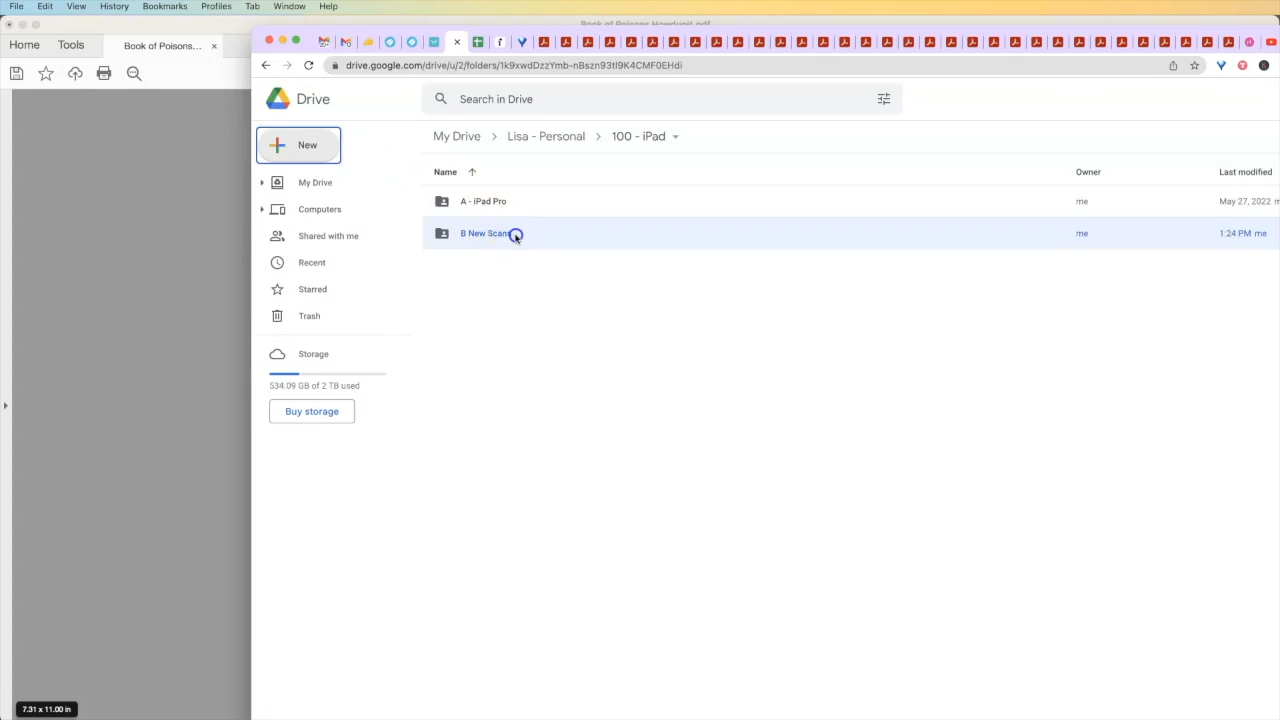 File Edit View History Bookmarks Profiles Tab Window Help
Book of Poisons Howdunit.pdf
Home Tools Book of Poisons... ×
drive.google.com/drive/u/2/folders/1k9xwdDzzYmb-nBszn93tl9K4CMF0EHdi
Drive
Search in Drive
New
My Drive > Lisa - Personal > 100 - iPad
Name Owner Last modified
My Drive
A - iPad Pro me May 27, 2022 m
Computers
B New Scans me 1:24 PM me
Shared with me
Recent
Starred
Trash
Storage
534.09 GB of 2 TB used
Buy storage
7.31 x 11.00 in